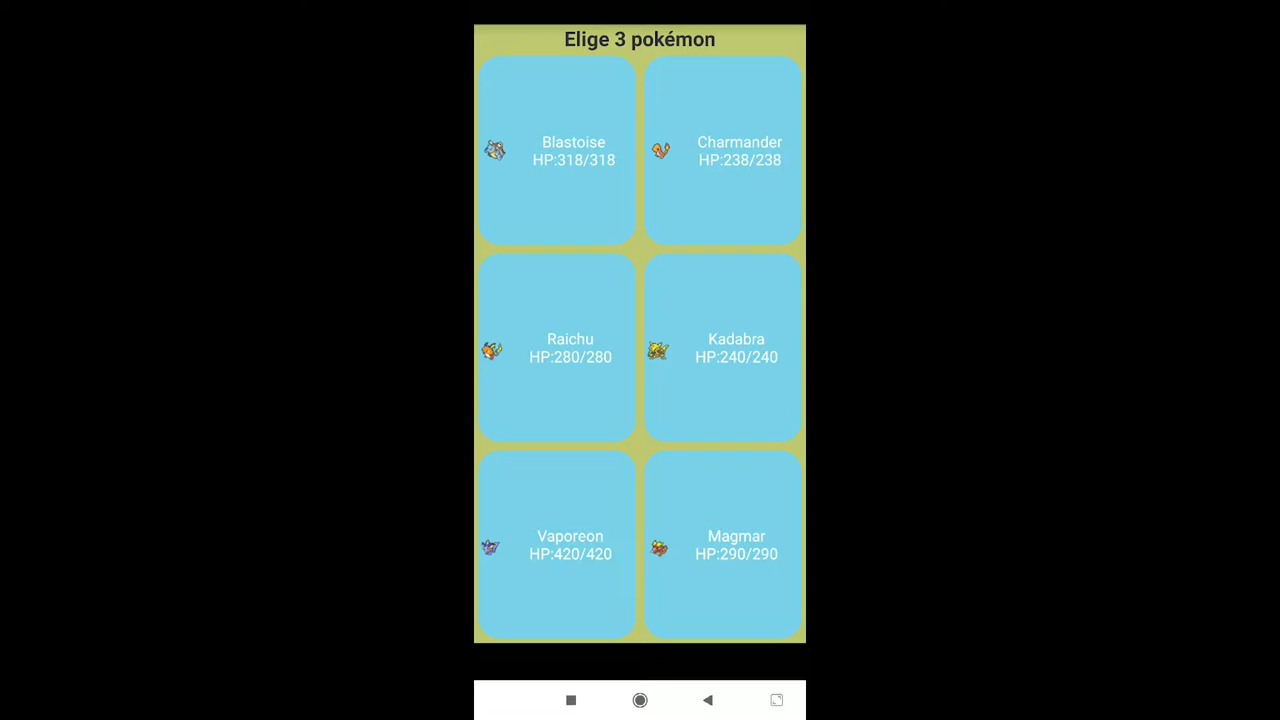 Elige 3 pokémon
Blastoise
HP:318/318
Charmander
HP:238/238
Raichu
HP:280/280
Kadabra
HP:240/240
Vaporeon
HP:420/420
Magmar
HP:290/290